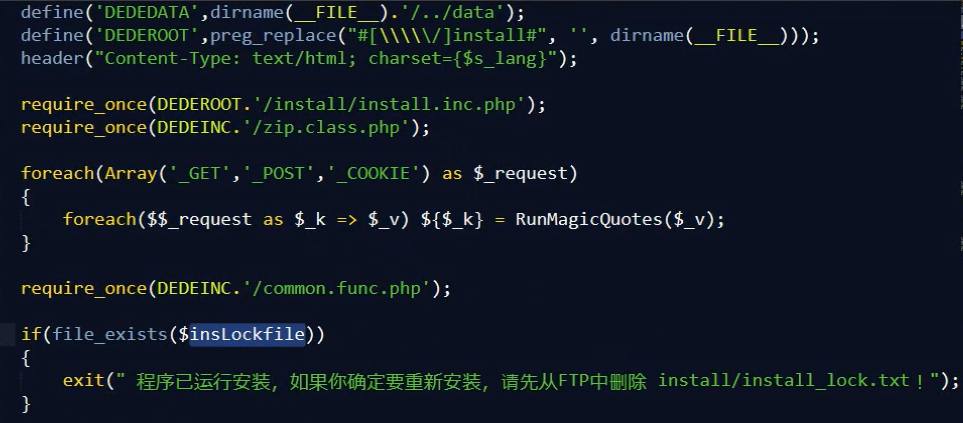 define('DEDEDATA',dirname(__FILE__).'/../data');
define('DEDEROOT',preg_replace("#[\\\\\/]install#", '', dirname(__FILE__)));
header("Content-Type: text/html; charset={$s_lang}");
require_once(DEDEROOT.'/install/install.inc.php');
require_once(DEDEINC.'/zip.class.php');
foreach(Array('_GET','_POST','_COOKIE') as $_request)
{
foreach($$_request as $_k => $_v) ${$_k} = RunMagicQuotes($_v);
}
require_once(DEDEINC.'/common.func.php');
if(file_exists($insLockfile))
{
exit(" 程序已运行安装，如果你确定要重新安装，请先从FTP中删除 install/install_lock.txt！");
}